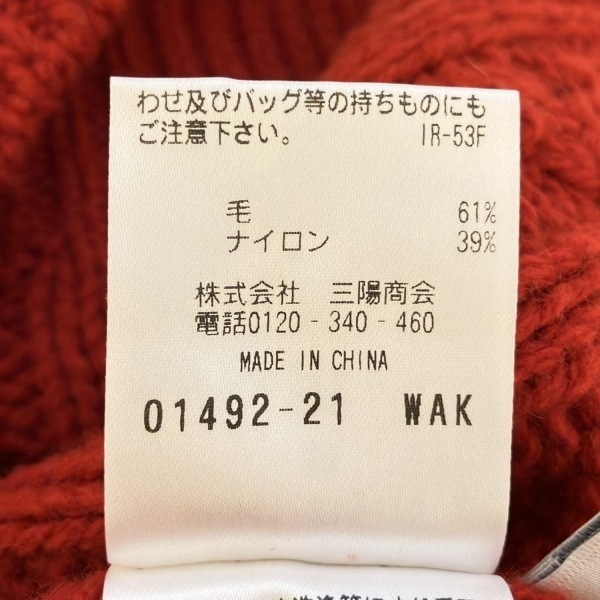 わせ及びバッグ等の持ちものにも
ご注意下さい。 IR-53F
毛 61%
ナイロン 39%
株式会社 三陽商会
電話0120-340-460
MADE IN CHINA
01492-21 WAK